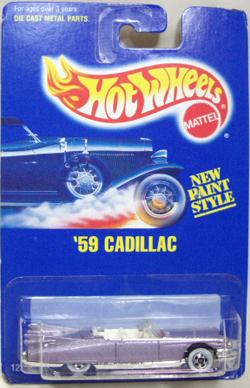 For ages over 3 years.
DIE CAST METAL PARTS.
HOT WHEELS
MATTEL
NEW
PAINT
STYLE
'59 CADILLAC